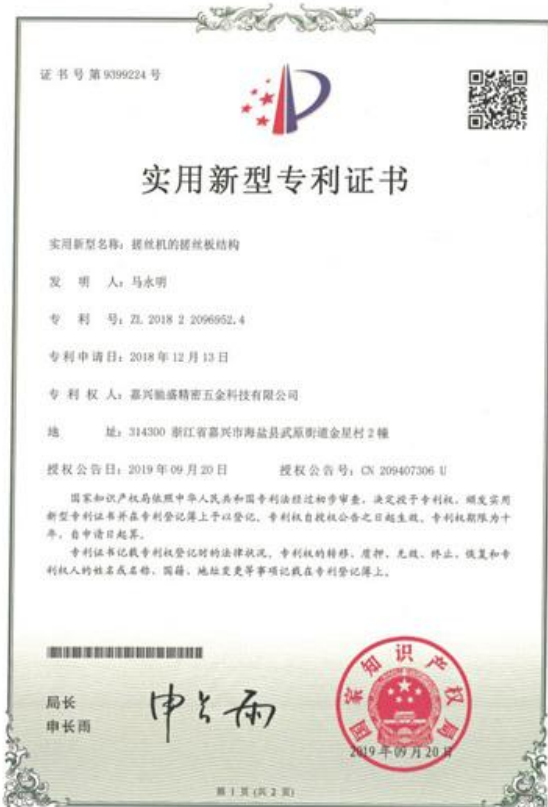 证书号第9399224号
实用新型专利证书
实用新型名称：搓丝机的搓丝板结构
发 明 人：马永明
专 利 号：ZL 2018 2 2096952.4
专利申请日：2018年12月13日
专 利 权 人：嘉兴驰盛精密五金科技有限公司
地 址：314300 浙江省嘉兴市海盐县武原街道金星村2幢
授权公告日：2019年09月20日 授权公告号：CN 209407306 U
国家知识产权局依照中华人民共和国专利法经过初步审查，决定授予专利权，颁发实用
新型专利证书并在专利登记簿上予以登记。专利权自授权公告之日起生效。专利权期限为十
年，自申请日起算。
专利证书记载专利权登记时的法律状况。专利权的转移、质押、无效、终止、恢复和专
利权人的姓名或名称、国籍、地址变更等事项记载在专利登记簿上。
局长
申长雨
申长雨
国家知识产权局
2019年09月20日
第 1 页 (共 2 页)